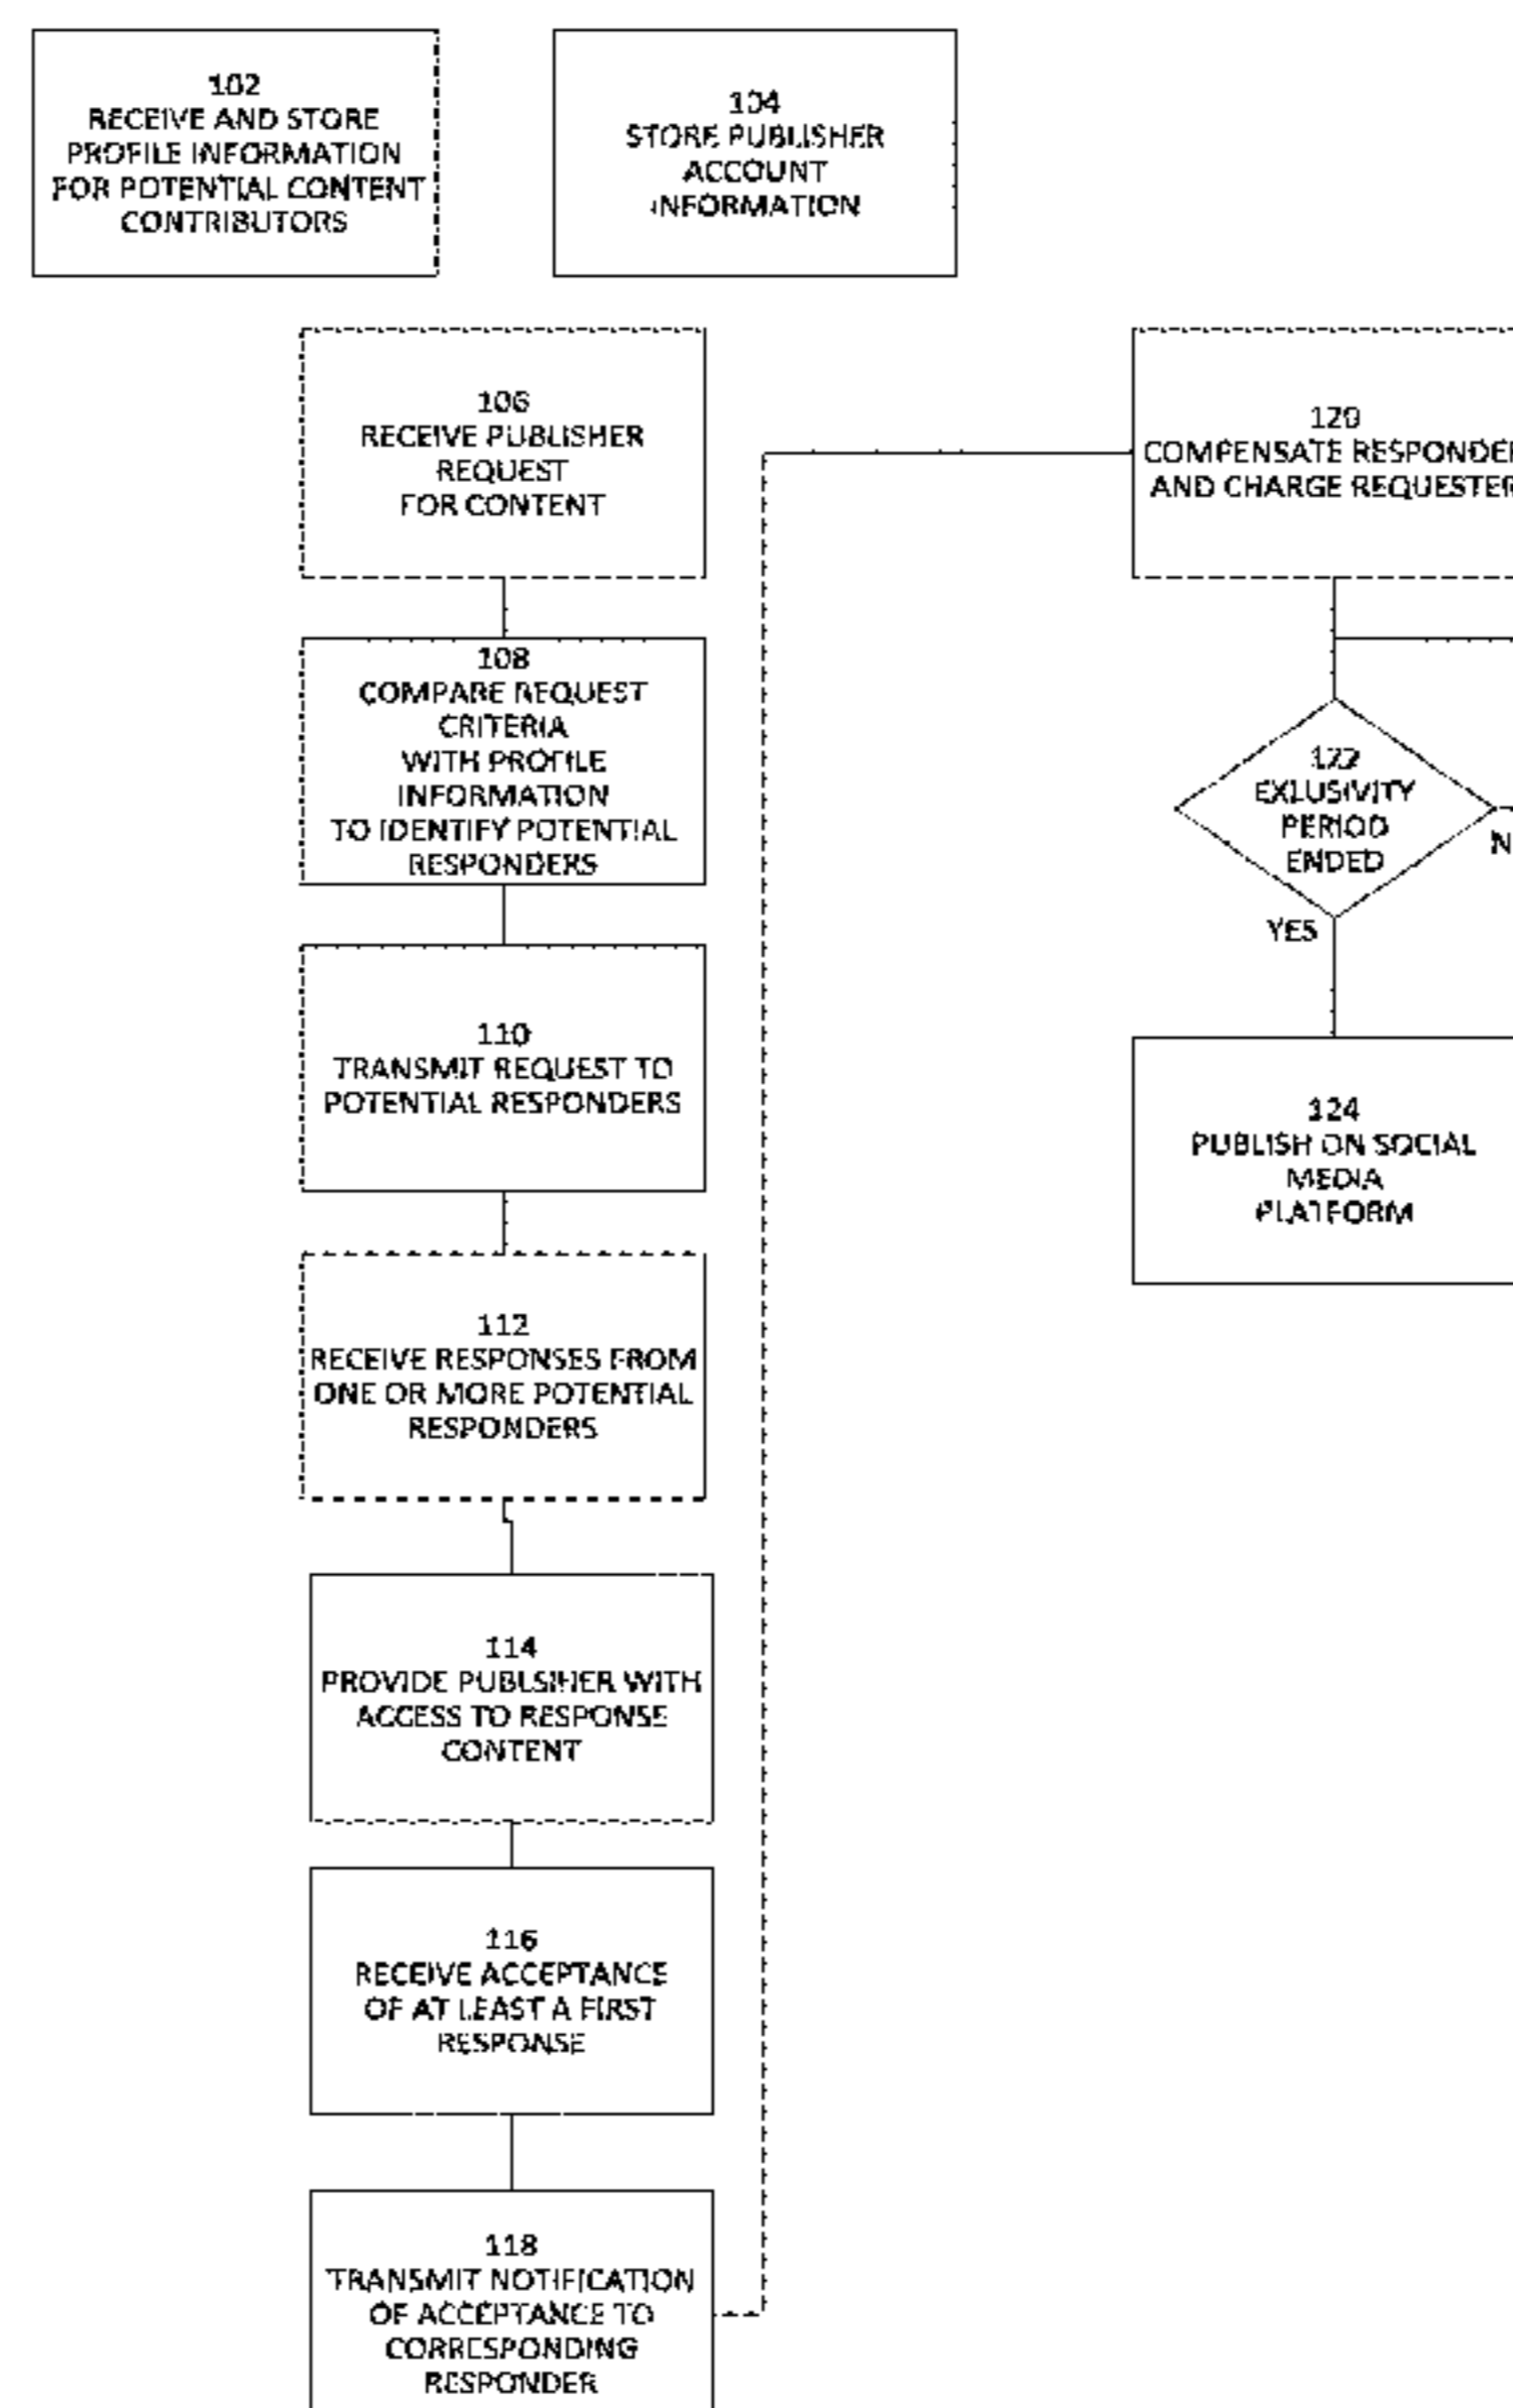 102
RECEIVE AND STORE
PROFILE INFORMATION
FOR POTENTIAL CONTENT
CONTRIBUTORS
104
STORE PUBLISHER
ACCOUNT
INFORMATION
106
RECEIVE PUBLISHER
REQUEST
FOR CONTENT
108
COMPARE REQUEST
CRITERIA
WITH PROFILE
INFORMATION
TO IDENTIFY POTENTIAL
RESPONDERS
110
TRANSMIT REQUEST TO
POTENTIAL RESPONDERS
112
RECEIVE RESPONSES FROM
ONE OR MORE POTENTIAL
RESPONDERS
114
PROVIDE PUBLSIHER WITH
ACCESS TO RESPONSE
CONTENT
116
RECEIVE ACCEPTANCE
OF AT LEAST A FIRST
RESPONSE
118
TRANSMIT NOTIFICATION
OF ACCEPTANCE TO
CORRESPONDING
RESPONDER
120
COMPENSATE RESPONDER
AND CHARGE REQUESTER
122
EXLUSIVITY
PERIOD
ENDED
N
YES
124
PUBLISH ON SOCIAL
MEDIA
PLATFORM